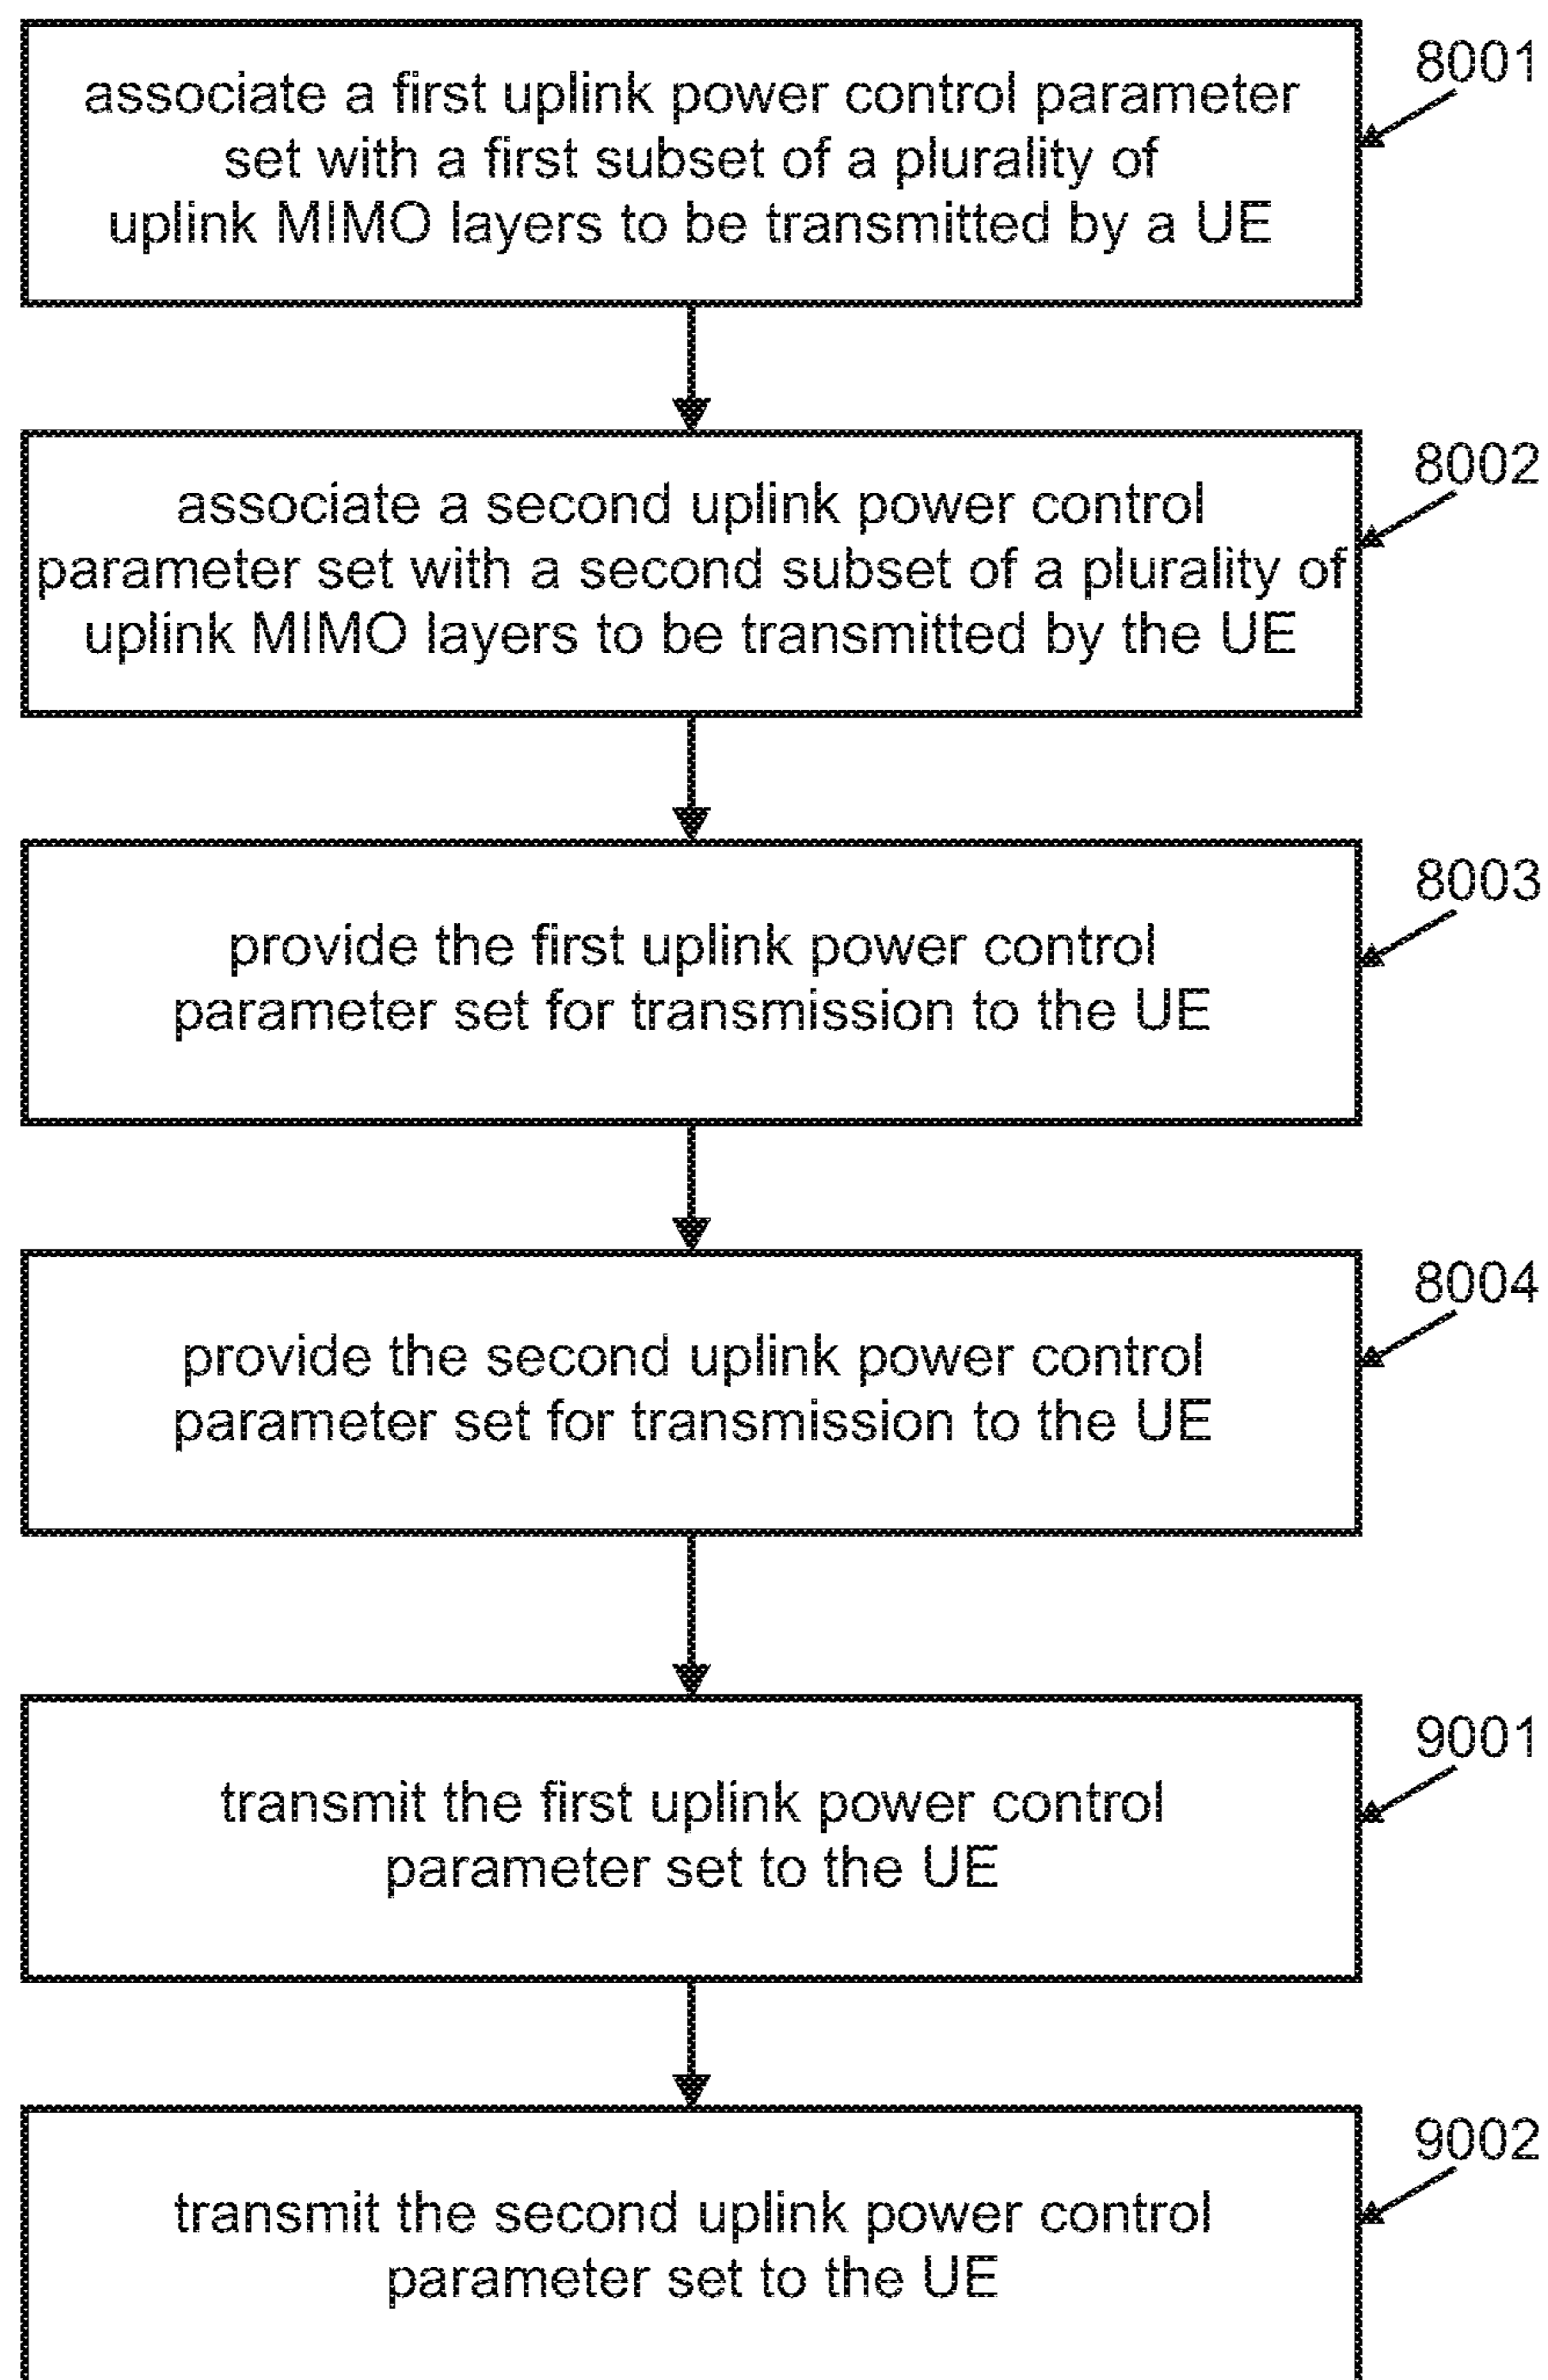 8001
associate a first uplink power control parameter
set with a first subset of a plurality of
uplink MIMO layers to be transmitted by a UE
8002
associate a second uplink power control
parameter set with a second subset of a plurality of
uplink MIMO layers to be transmitted by the UE
8003
provide the first uplink power control
parameter set for transmission to the UE
8004
provide the second uplink power control
parameter set for transmission to the UE
9001
transmit the first uplink power control
parameter set to the UE
9002
transmit the second uplink power control
parameter set to the UE